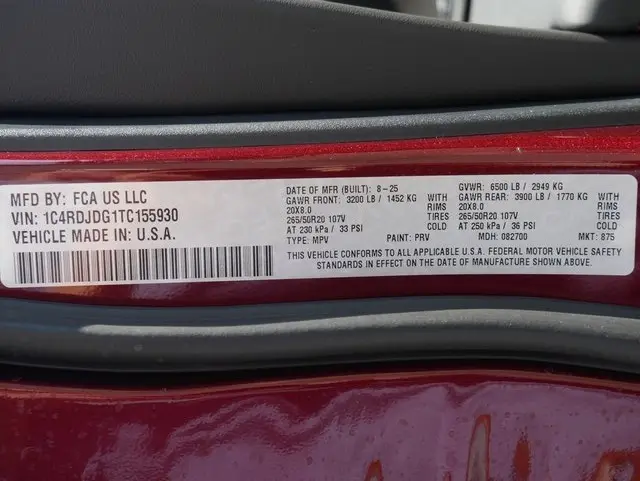 MFD BY: FCA US LLC
VIN: 1C4RDJDG1TC155930
VEHICLE MADE IN: U.S.A.
DATE OF MFR (BUILT): 8-25 GVWR: 6500 LB / 2949 KG
GAWR FRONT: 3200 LB / 1452 KG WITH GAWR REAR: 3900 LB / 1770 KG WITH
20X8.0 RIMS 20X8.0 RIMS
265/50R20 107V TIRES 265/50R20 107V TIRES
AT 230 kPa / 33 PSI COLD AT 250 kPa / 36 PSI COLD
TYPE: MPV PAINT: PRV MDH: 082700 MKT: 875
THIS VEHICLE CONFORMS TO ALL APPLICABLE U.S.A. FEDERAL MOTOR VEHICLE SAFETY
STANDARDS IN EFFECT ON THE DATE OF MANUFACTURE SHOWN ABOVE.